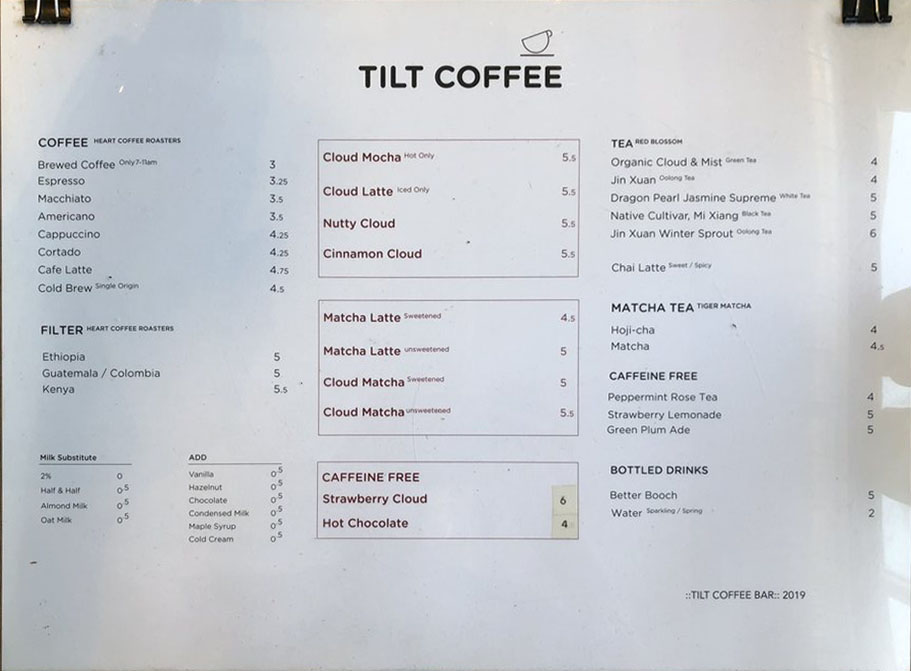 TILT COFFEE
COFFEE HEART COFFEE ROASTERS
Brewed Coffee Only 7-11am 3
Espresso 3.25
Macchiato 3.5
Americano 3.5
Cappuccino 4.25
Cortado 4.25
Cafe Latte 4.75
Cold Brew Single Origin 4.5
FILTER HEART COFFEE ROASTERS
Ethiopia 5
Guatemala / Colombia 5
Kenya 5.5
Milk Substitute
2% 0
Half & Half 0 5
Almond Milk 0 5
Oat Milk 0 5
ADD
Vanilla 0 5
Hazelnut 0 5
Chocolate 0 5
Condensed Milk 0 5
Maple Syrup 0 5
Cold Cream 0 5
Cloud Mocha Hot Only 5.5
Cloud Latte Iced Only 5.5
Nutty Cloud 5.5
Cinnamon Cloud 5.5
Matcha Latte Sweetened 4.5
Matcha Latte unsweetened 5
Cloud Matcha Sweetened 5
Cloud Matcha unsweetened 5.5
CAFFEINE FREE
Strawberry Cloud 6
Hot Chocolate 4
TEA RED BLOSSOM
Organic Cloud & Mist Green Tea 4
Jin Xuan Oolong Tea 4
Dragon Pearl Jasmine Supreme White Tea 5
Native Cultivar, Mi Xiang Black Tea 5
Jin Xuan Winter Sprout Oolong Tea 6
Chai Latte Sweet / Spicy 5
MATCHA TEA TIGER MATCHA
Hoji-cha 4
Matcha 4.5
CAFFEINE FREE
Peppermint Rose Tea 4
Strawberry Lemonade 5
Green Plum Ade 5
BOTTLED DRINKS
Better Booch 5
Water Sparkling / Spring 2
::TILT COFFEE BAR:: 2019